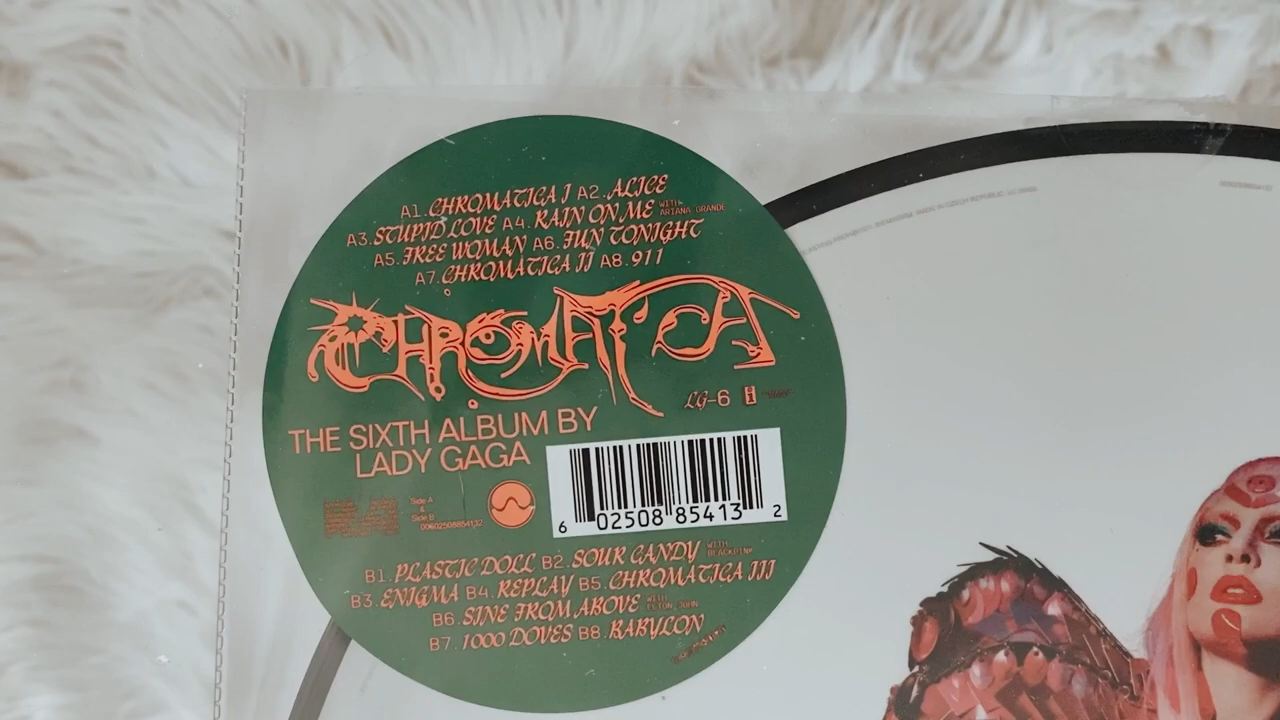 A1.CHROMATICA I A2.ALICE
A3.STUPID LOVE A4.RAIN ON ME WITH ARIANA GRANDE
A5.FREE WOMAN A6.FUN TONIGHT
A7.CHROMATICA II A8.911
CHROMATICA
LG-6
THE SIXTH ALBUM BY
LADY GAGA
Side A
&
Side B
00602508854132
6 02508 85413 2
B1.PLASTIC DOLL B2.SOUR CANDY WITH BLACKPINK
B3.ENIGMA B4.REPLAY B5.CHROMATICA III
B6.SINE FROM ABOVE WITH ELTON JOHN
B7.1000 DOVES B8.BABYLON